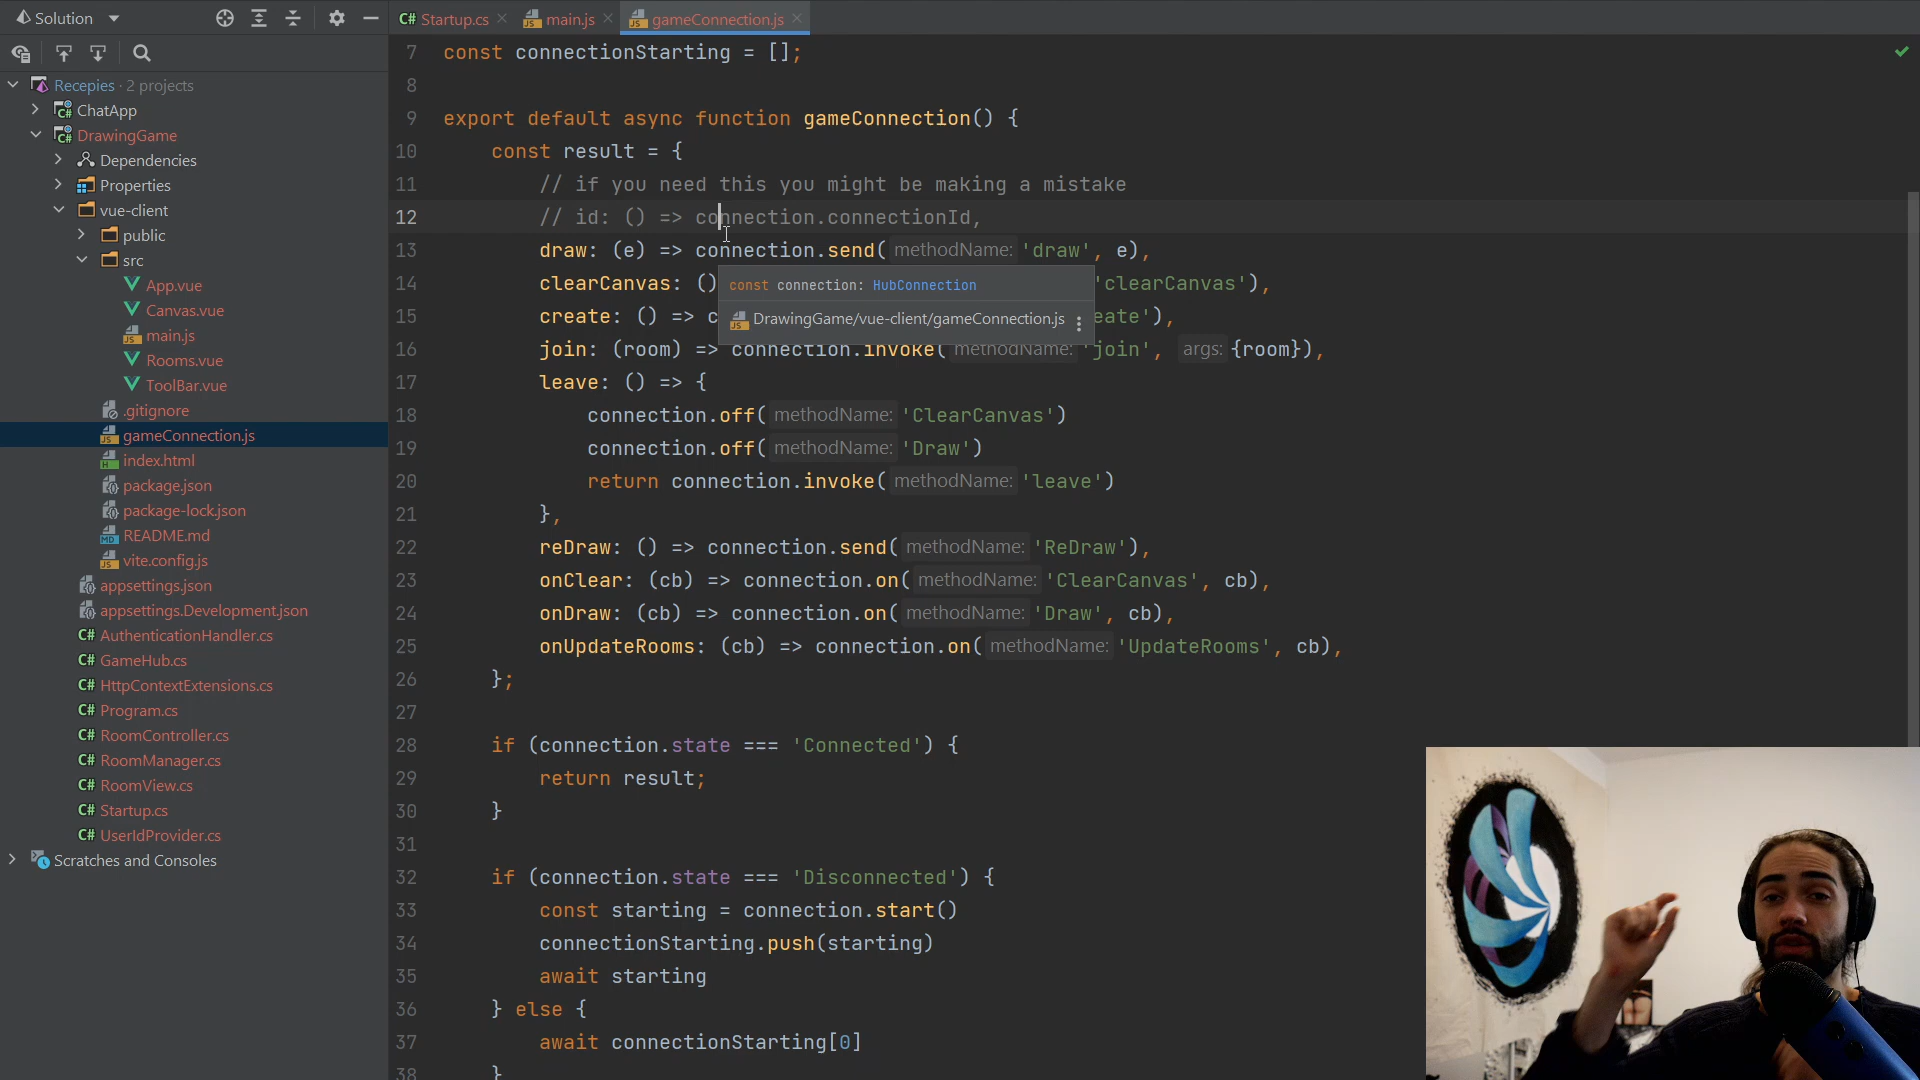 Solution
C# Startup.cs
JS main.js
JS gameConnection.js
Recepies · 2 projects
ChatApp
DrawingGame
Dependencies
Properties
vue-client
public
src
App.vue
Canvas.vue
main.js
Rooms.vue
ToolBar.vue
.gitignore
gameConnection.js
index.html
package.json
package-lock.json
README.md
vite.config.js
appsettings.json
appsettings.Development.json
C# AuthenticationHandler.cs
C# GameHub.cs
C# HttpContextExtensions.cs
C# Program.cs
C# RoomController.cs
C# RoomManager.cs
C# RoomView.cs
C# Startup.cs
C# UserIdProvider.cs
Scratches and Consoles
7 const connectionStarting = [];
8
9 export default async function gameConnection() {
10 const result = {
11 // if you need this you might be making a mistake
12 // id: () => connection.connectionId,
13 draw: (e) => connection.send( methodName: 'draw', e),
14 clearCanvas: () 'clearCanvas'),
const connection: HubConnection
DrawingGame/vue-client/gameConnection.js
15 create: () => c eate'),
16 join: (room) => connection.invoke( methodName: 'join', args: {room}),
17 leave: () => {
18 connection.off( methodName: 'ClearCanvas')
19 connection.off( methodName: 'Draw')
20 return connection.invoke( methodName: 'leave')
21 },
22 reDraw: () => connection.send( methodName: 'ReDraw'),
23 onClear: (cb) => connection.on( methodName: 'ClearCanvas', cb),
24 onDraw: (cb) => connection.on( methodName: 'Draw', cb),
25 onUpdateRooms: (cb) => connection.on( methodName: 'UpdateRooms', cb),
26 };
27
28 if (connection.state === 'Connected') {
29 return result;
30 }
31
32 if (connection.state === 'Disconnected') {
33 const starting = connection.start()
34 connectionStarting.push(starting)
35 await starting
36 } else {
37 await connectionStarting[0]
38 }